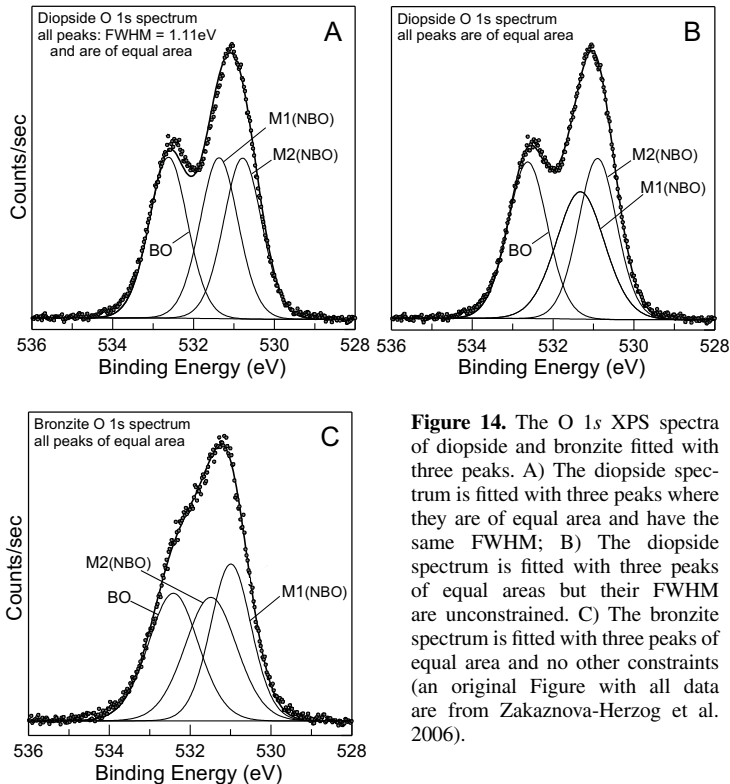 Diopside O 1s spectrum
all peaks: FWHM = 1.11eV
and are of equal area
A
M1(NBO)
M2(NBO)
BO
Counts/sec
536 534 532 530 528
Binding Energy (eV)
Diopside O 1s spectrum
all peaks are of equal area
B
M2(NBO)
M1(NBO)
BO
536 534 532 530 528
Binding Energy (eV)
Bronzite O 1s spectrum
all peaks of equal area
C
M2(NBO)
BO
M1(NBO)
Counts/sec
536 534 532 530 528
Binding Energy (eV)
Figure 14. The O 1s XPS spectra
of diopside and bronzite fitted with
three peaks. A) The diopside spec-
trum is fitted with three peaks where
they are of equal area and have the
same FWHM; B) The diopside
spectrum is fitted with three peaks
of equal areas but their FWHM
are unconstrained. C) The bronzite
spectrum is fitted with three peaks of
equal area and no other constraints
(an original Figure with all data
are from Zakaznova-Herzog et al.
2006).